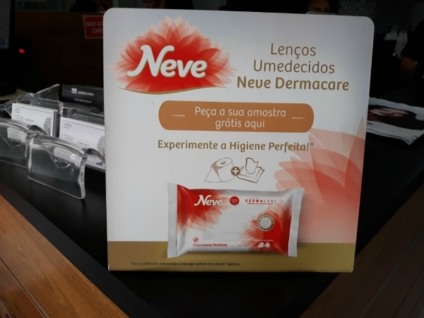 Neve
Lenços
Umedecidos
Neve Dermacare
Peça a sua amostra
grátis aqui
Experimente a Higiene Perfeita!*
Neve